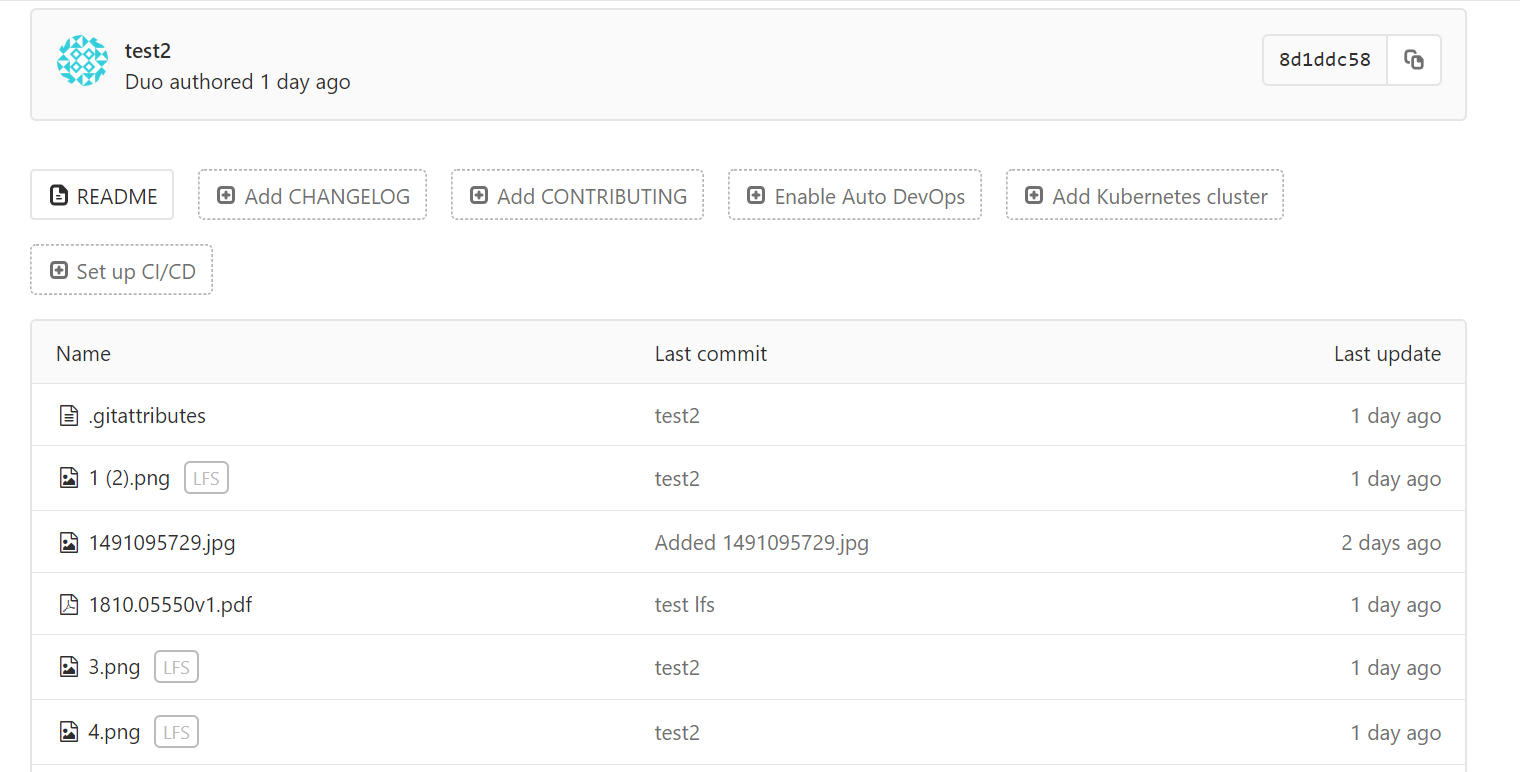 test2
Duo authored 1 day ago
8d1ddc58
README
Add CHANGELOG
Add CONTRIBUTING
Enable Auto DevOps
Add Kubernetes cluster
Set up CI/CD
Name Last commit Last update
.gitattributes test2 1 day ago
1 (2).png LFS test2 1 day ago
1491095729.jpg Added 1491095729.jpg 2 days ago
1810.05550v1.pdf test lfs 1 day ago
3.png LFS test2 1 day ago
4.png LFS test2 1 day ago